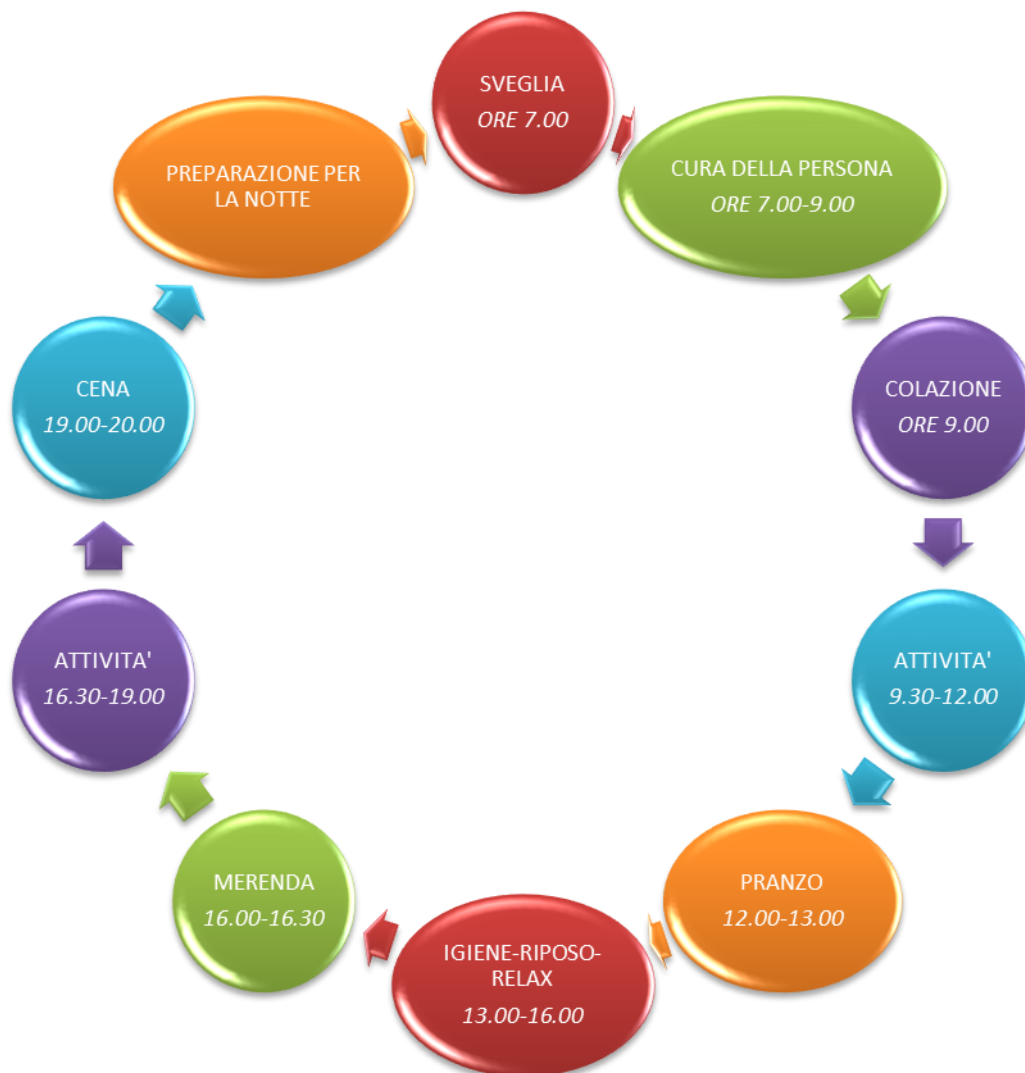 SVEGLIA
ORE 7.00
CURA DELLA PERSONA
ORE 7.00-9.00
COLAZIONE
ORE 9.00
ATTIVITA'
9.30-12.00
PRANZO
12.00-13.00
IGIENE-RIPOSO-
RELAX
13.00-16.00
MERENDA
16.00-16.30
ATTIVITA'
16.30-19.00
CENA
19.00-20.00
PREPARAZIONE PER
LA NOTTE